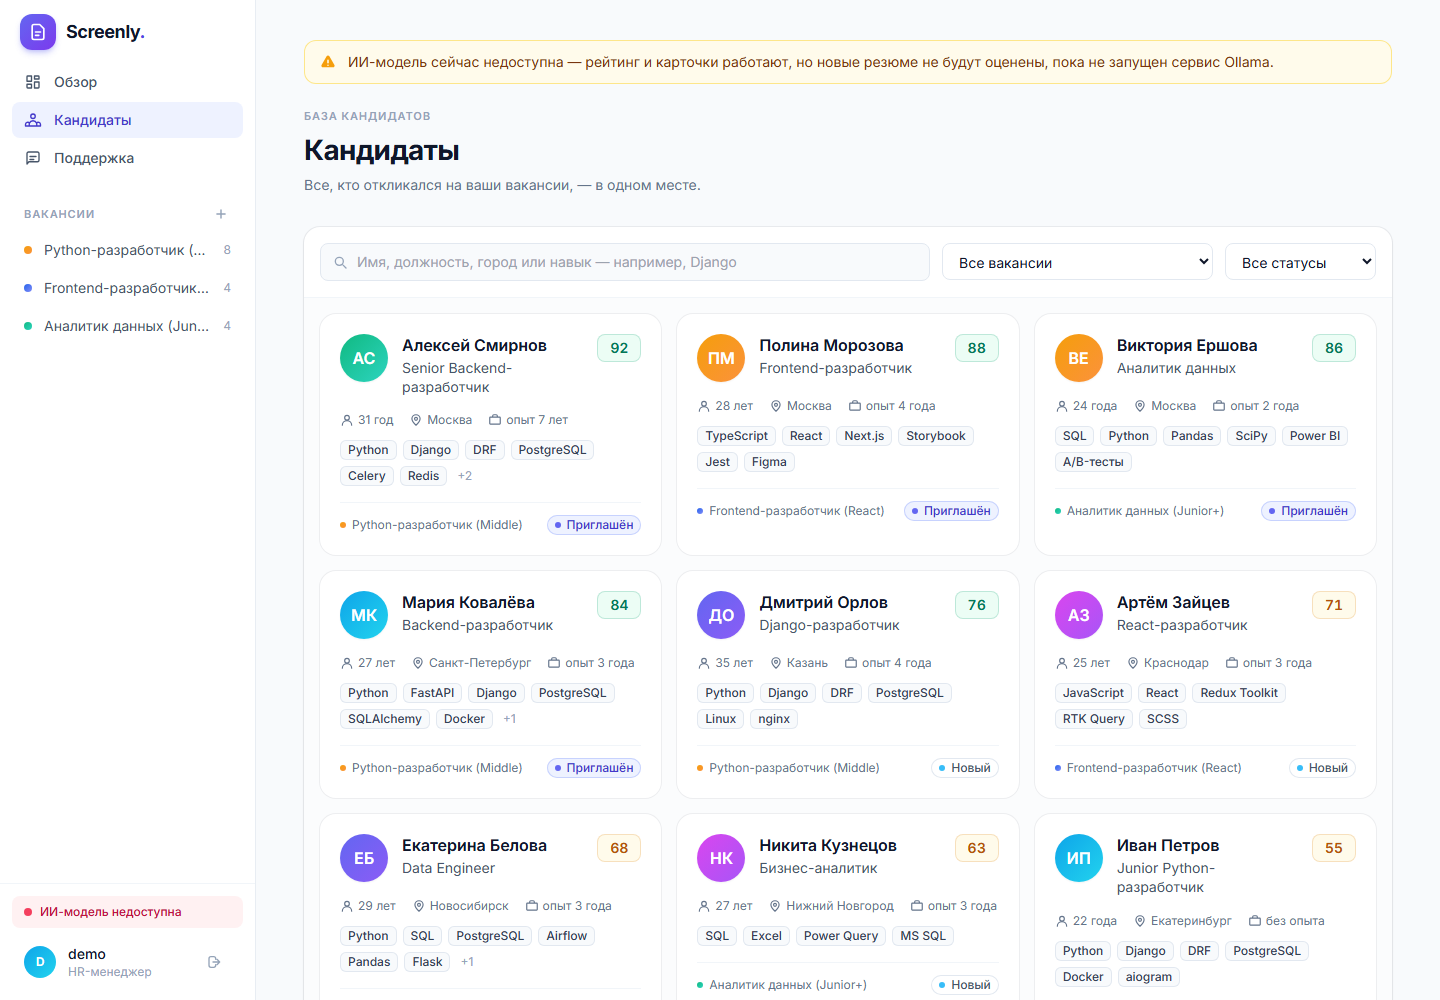 Screenly.
Обзор
Кандидаты
Поддержка
ВАКАНСИИ
Python-разработчик (... 8
Frontend-разработчик... 4
Аналитик данных (Jun... 4
ИИ-модель недоступна
D
demo
HR-менеджер
ИИ-модель сейчас недоступна — рейтинг и карточки работают, но новые резюме не будут оценены, пока не запущен сервис Ollama.
БАЗА КАНДИДАТОВ
Кандидаты
Все, кто откликался на ваши вакансии, — в одном месте.
Имя, должность, город или навык — например, Django
Все вакансии
Все статусы
АС
Алексей Смирнов
92
Senior Backend-
разработчик
31 год Москва опыт 7 лет
Python Django DRF PostgreSQL
Celery Redis +2
Python-разработчик (Middle) Приглашён
ПМ
Полина Морозова
88
Frontend-разработчик
28 лет Москва опыт 4 года
TypeScript React Next.js Storybook
Jest Figma
Frontend-разработчик (React) Приглашён
ВЕ
Виктория Ершова
86
Аналитик данных
24 года Москва опыт 2 года
SQL Python Pandas SciPy Power BI
A/B-тесты
Аналитик данных (Junior+) Приглашён
МК
Мария Ковалёва
84
Backend-разработчик
27 лет Санкт-Петербург опыт 3 года
Python FastAPI Django PostgreSQL
SQLAlchemy Docker +1
Python-разработчик (Middle) Приглашён
ДО
Дмитрий Орлов
76
Django-разработчик
35 лет Казань опыт 4 года
Python Django DRF PostgreSQL
Linux nginx
Python-разработчик (Middle) Новый
АЗ
Артём Зайцев
71
React-разработчик
25 лет Краснодар опыт 3 года
JavaScript React Redux Toolkit
RTK Query SCSS
Frontend-разработчик (React) Новый
ЕБ
Екатерина Белова
68
Data Engineer
29 лет Новосибирск опыт 3 года
Python SQL PostgreSQL Airflow
Pandas Flask +1
НК
Никита Кузнецов
63
Бизнес-аналитик
27 лет Нижний Новгород опыт 3 года
SQL Excel Power Query MS SQL
Аналитик данных (Junior+) Новый
ИП
Иван Петров
55
Junior Python-
разработчик
22 года Екатеринбург без опыта
Python Django DRF PostgreSQL
Docker aiogram